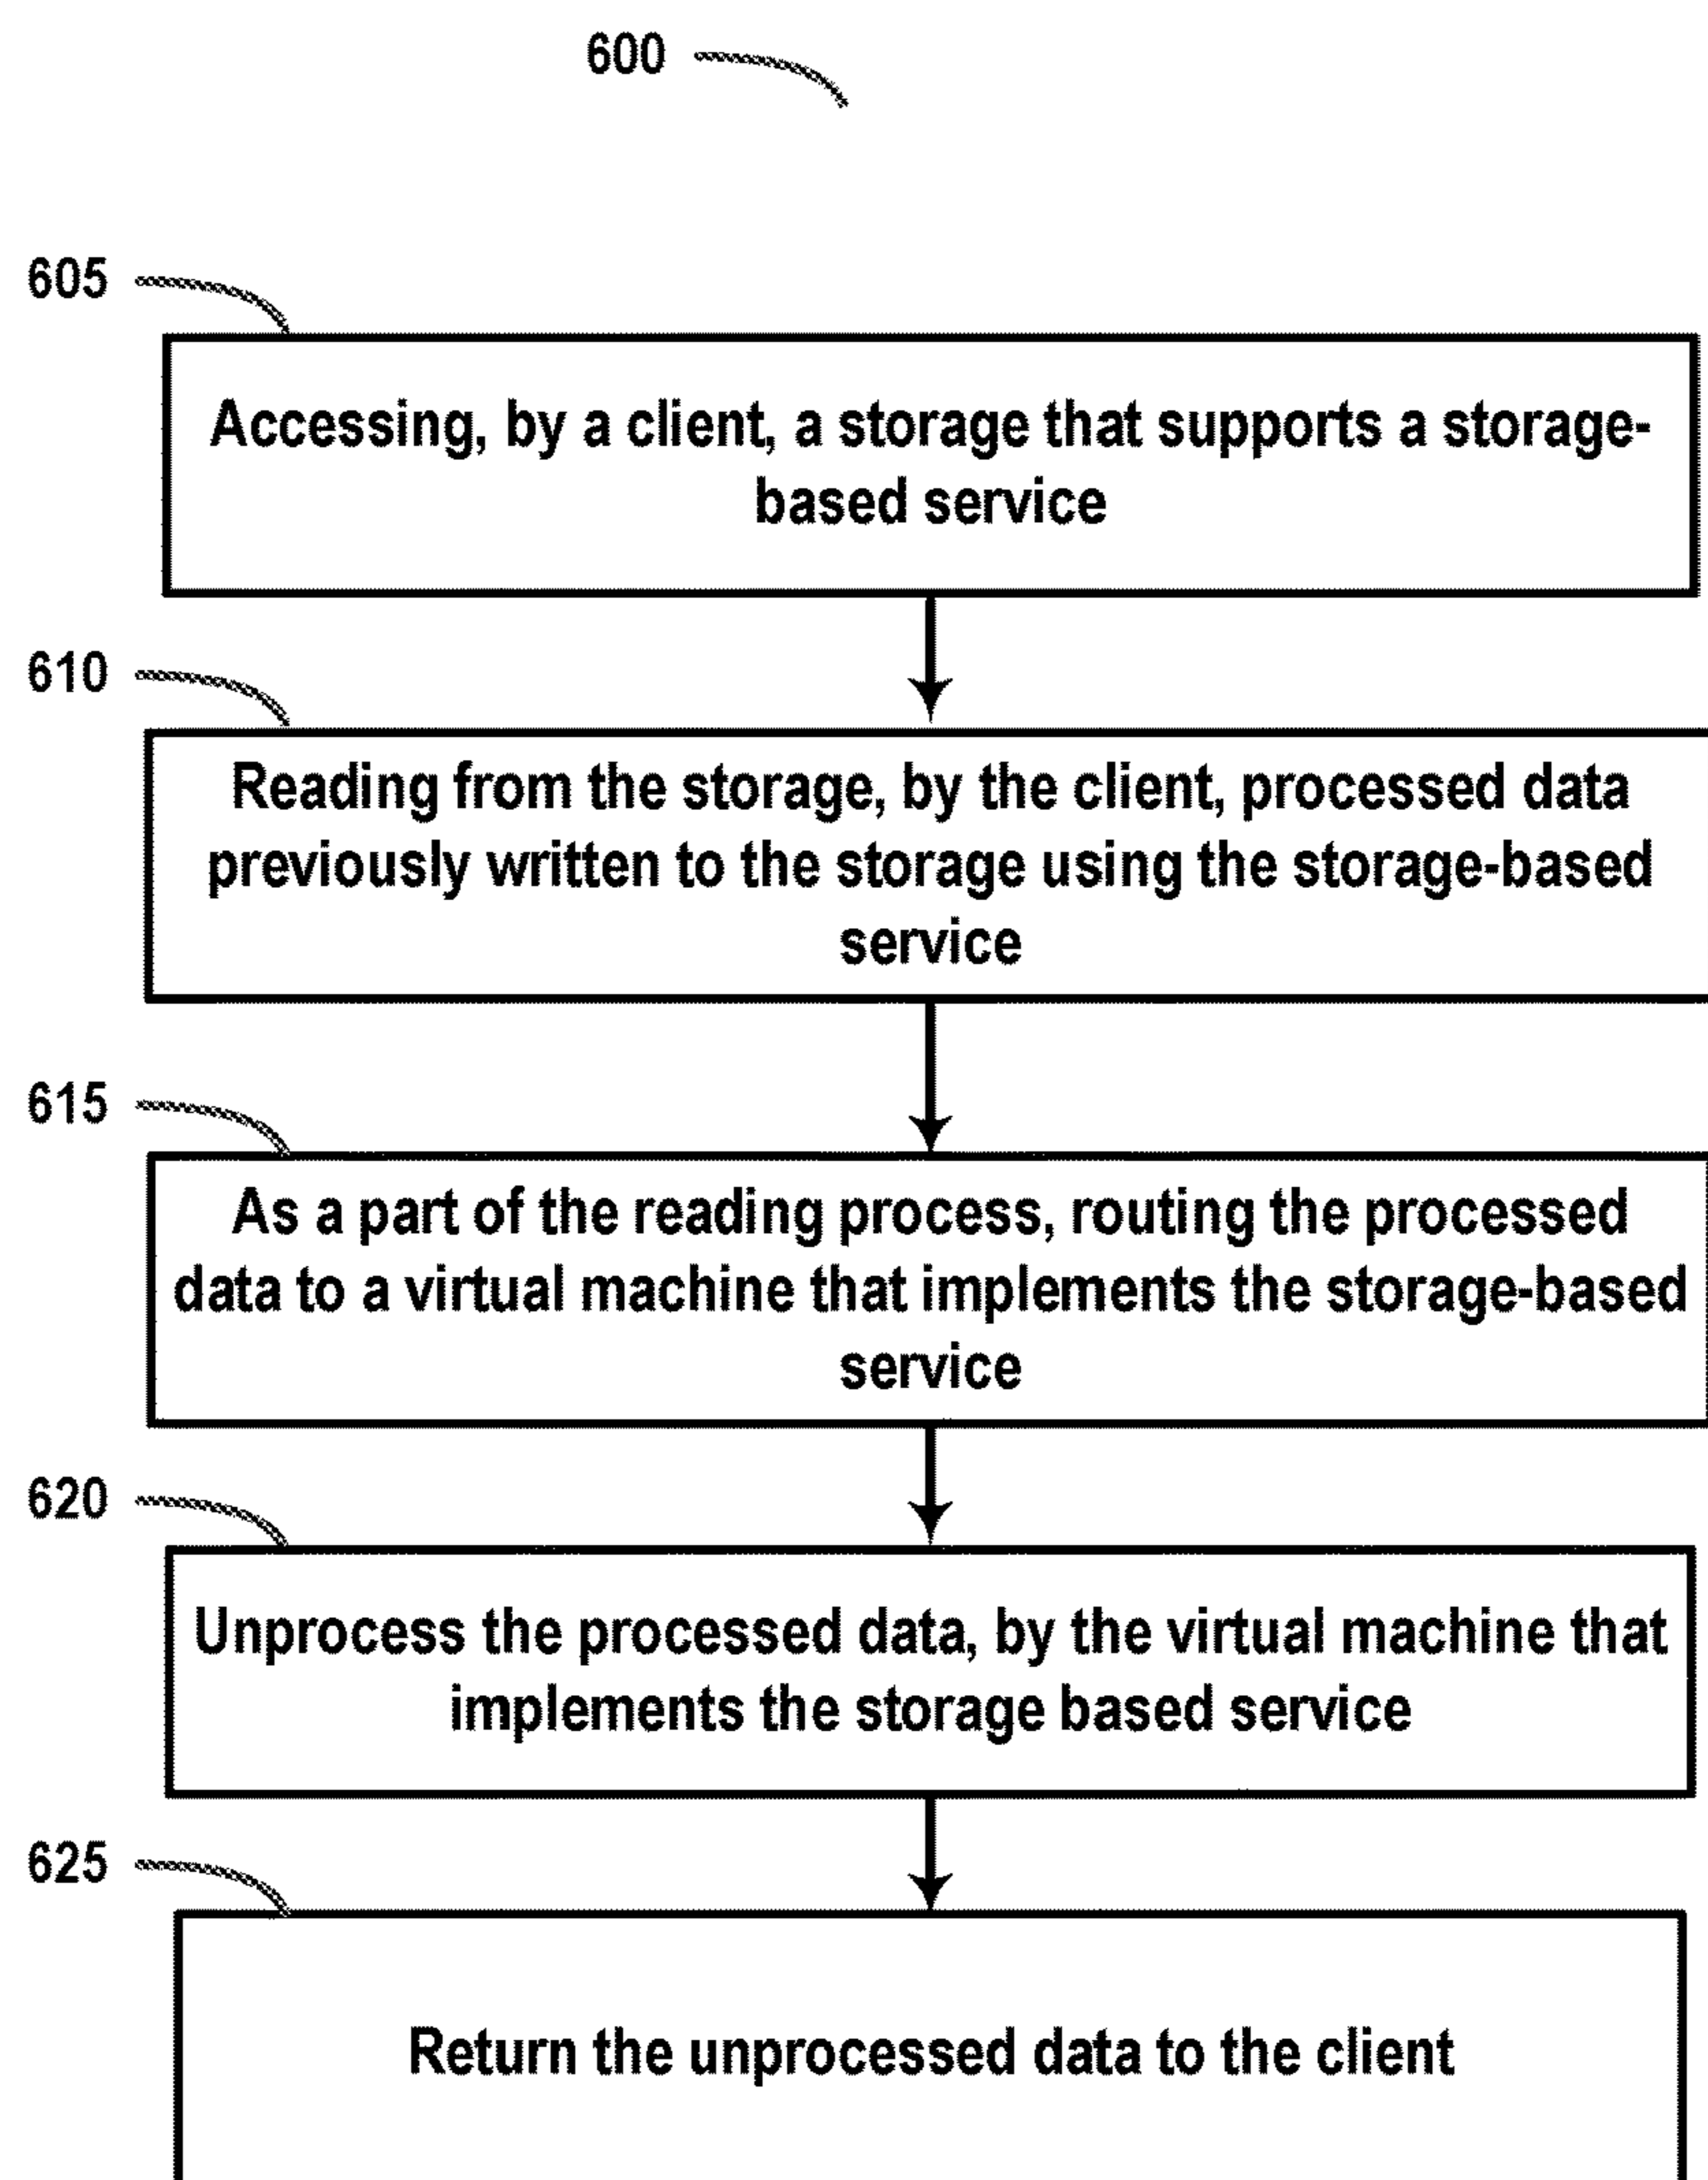 600
605
Accessing, by a client, a storage that supports a storage-
based service
610
Reading from the storage, by the client, processed data
previously written to the storage using the storage-based
service
615
As a part of the reading process, routing the processed
data to a virtual machine that implements the storage-based
service
620
Unprocess the processed data, by the virtual machine that
implements the storage based service
625
Return the unprocessed data to the client